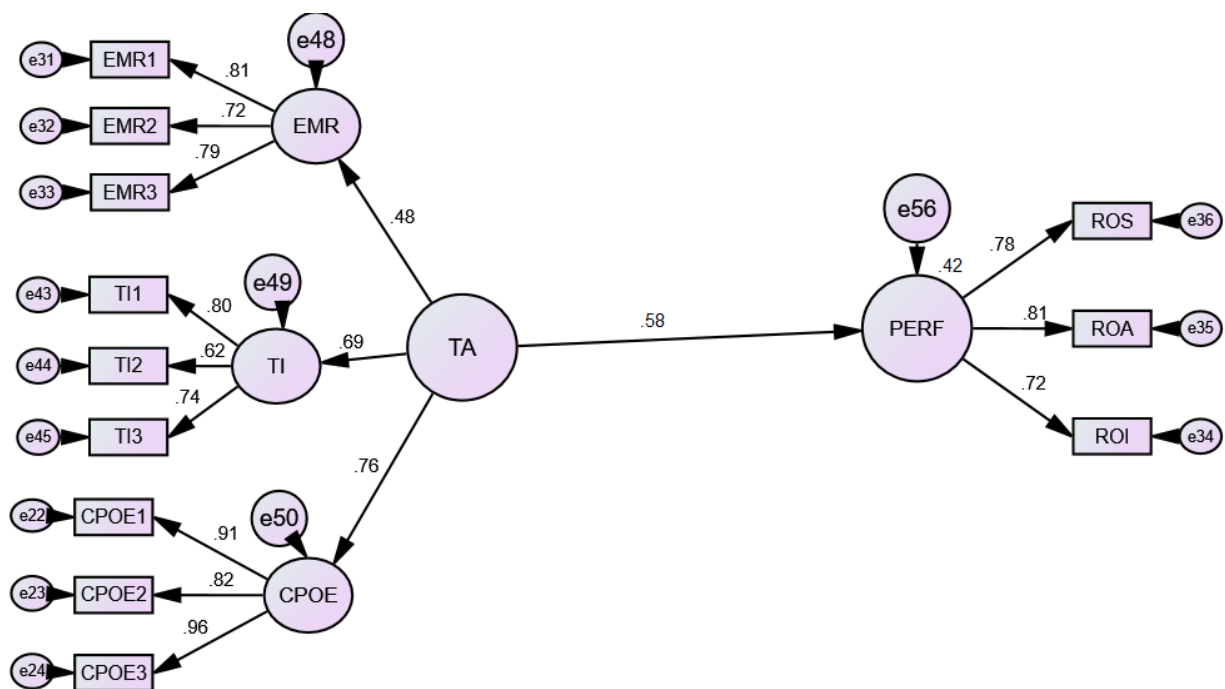 e48
e31
EMR1
.81
e32
EMR2
.72
EMR
.79
e33
EMR3
.48
e49
e43
TI1
.80
e44
TI2
.62
TI
.69
TA
e45
TI3
.74
.76
e22
CPOE1
.91
e50
e23
CPOE2
.82
CPOE
e24
CPOE3
.96
.58
e56
.42
PERF
.78
ROS
e36
.81
ROA
e35
.72
ROI
e34